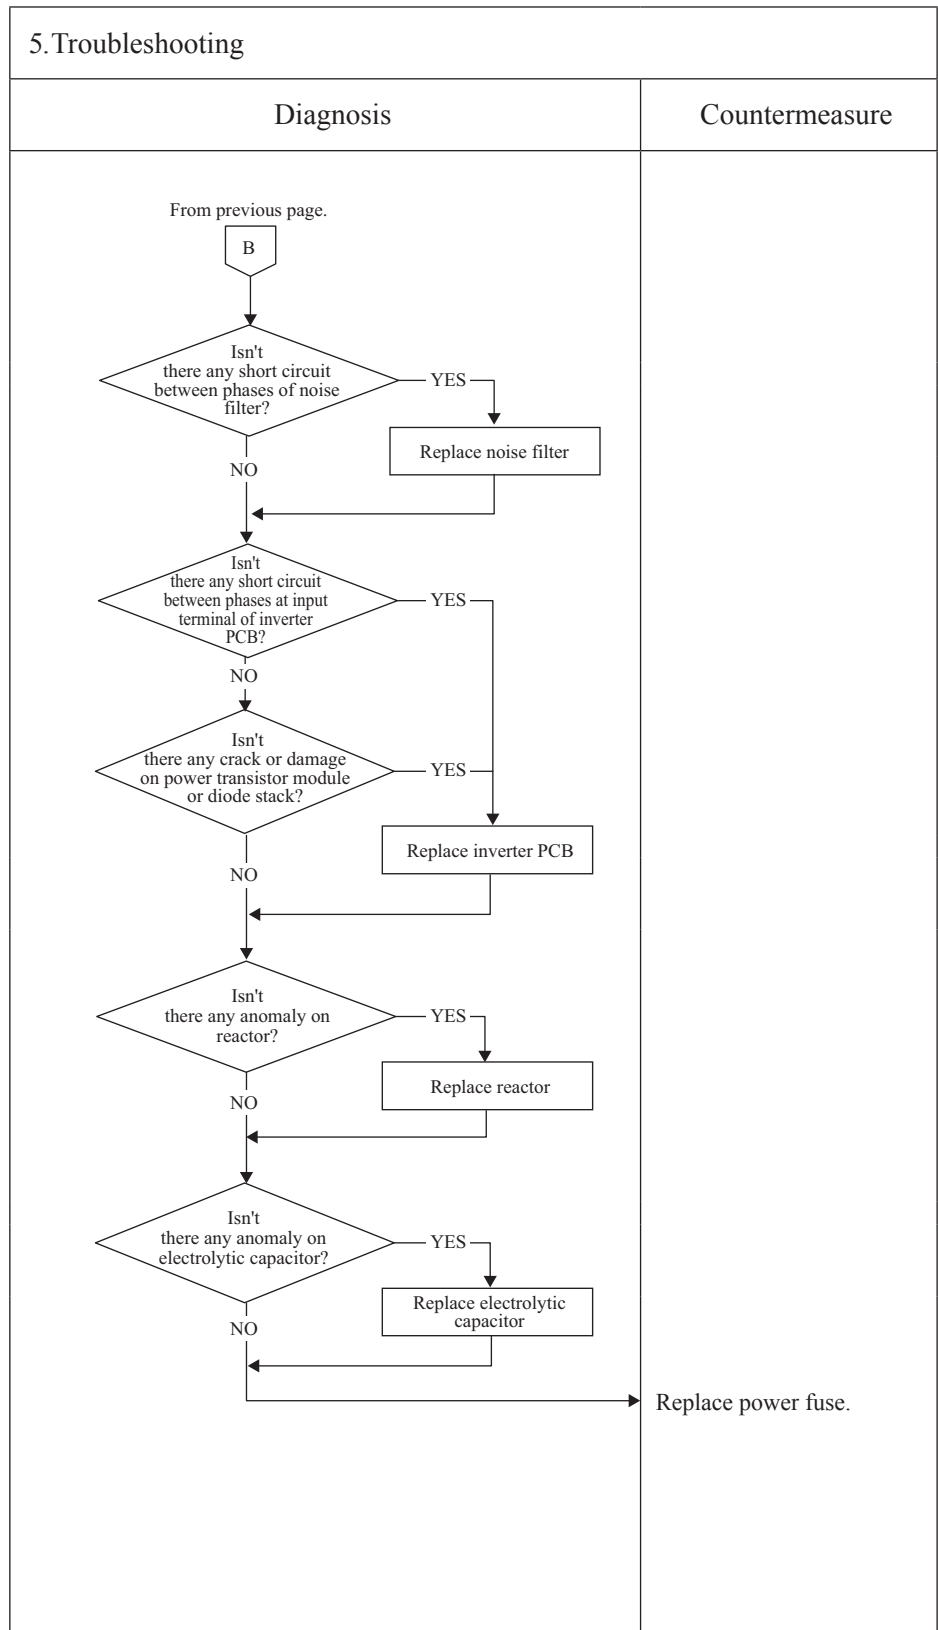 5.Troubleshooting
Diagnosis
Countermeasure
From previous page.
B
Isn't
there any short circuit
between phases of noise
filter?
YES
Replace noise filter
NO
Isn't
there any short circuit
between phases at input
terminal of inverter
PCB?
YES
NO
Isn't
there any crack or damage
on power transistor module
or diode stack?
YES
Replace inverter PCB
NO
Isn't
there any anomaly on
reactor?
YES
Replace reactor
NO
Isn't
there any anomaly on
electrolytic capacitor?
YES
Replace electrolytic
capacitor
NO
Replace power fuse.